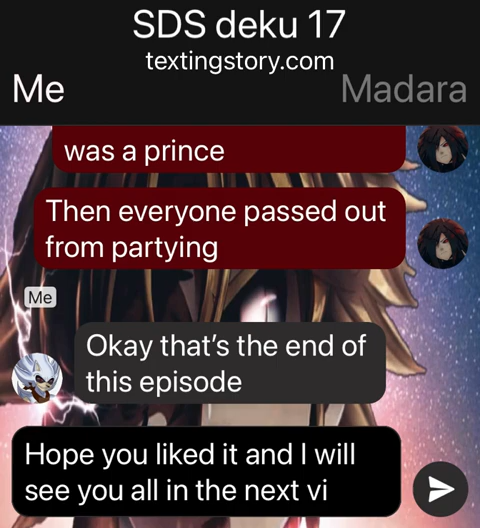 SDS deku 17
textingstory.com
Me Madara
was a prince
Then everyone passed out
from partying
Me
Okay that's the end of
this episode
Hope you liked it and I will
see you all in the next vi